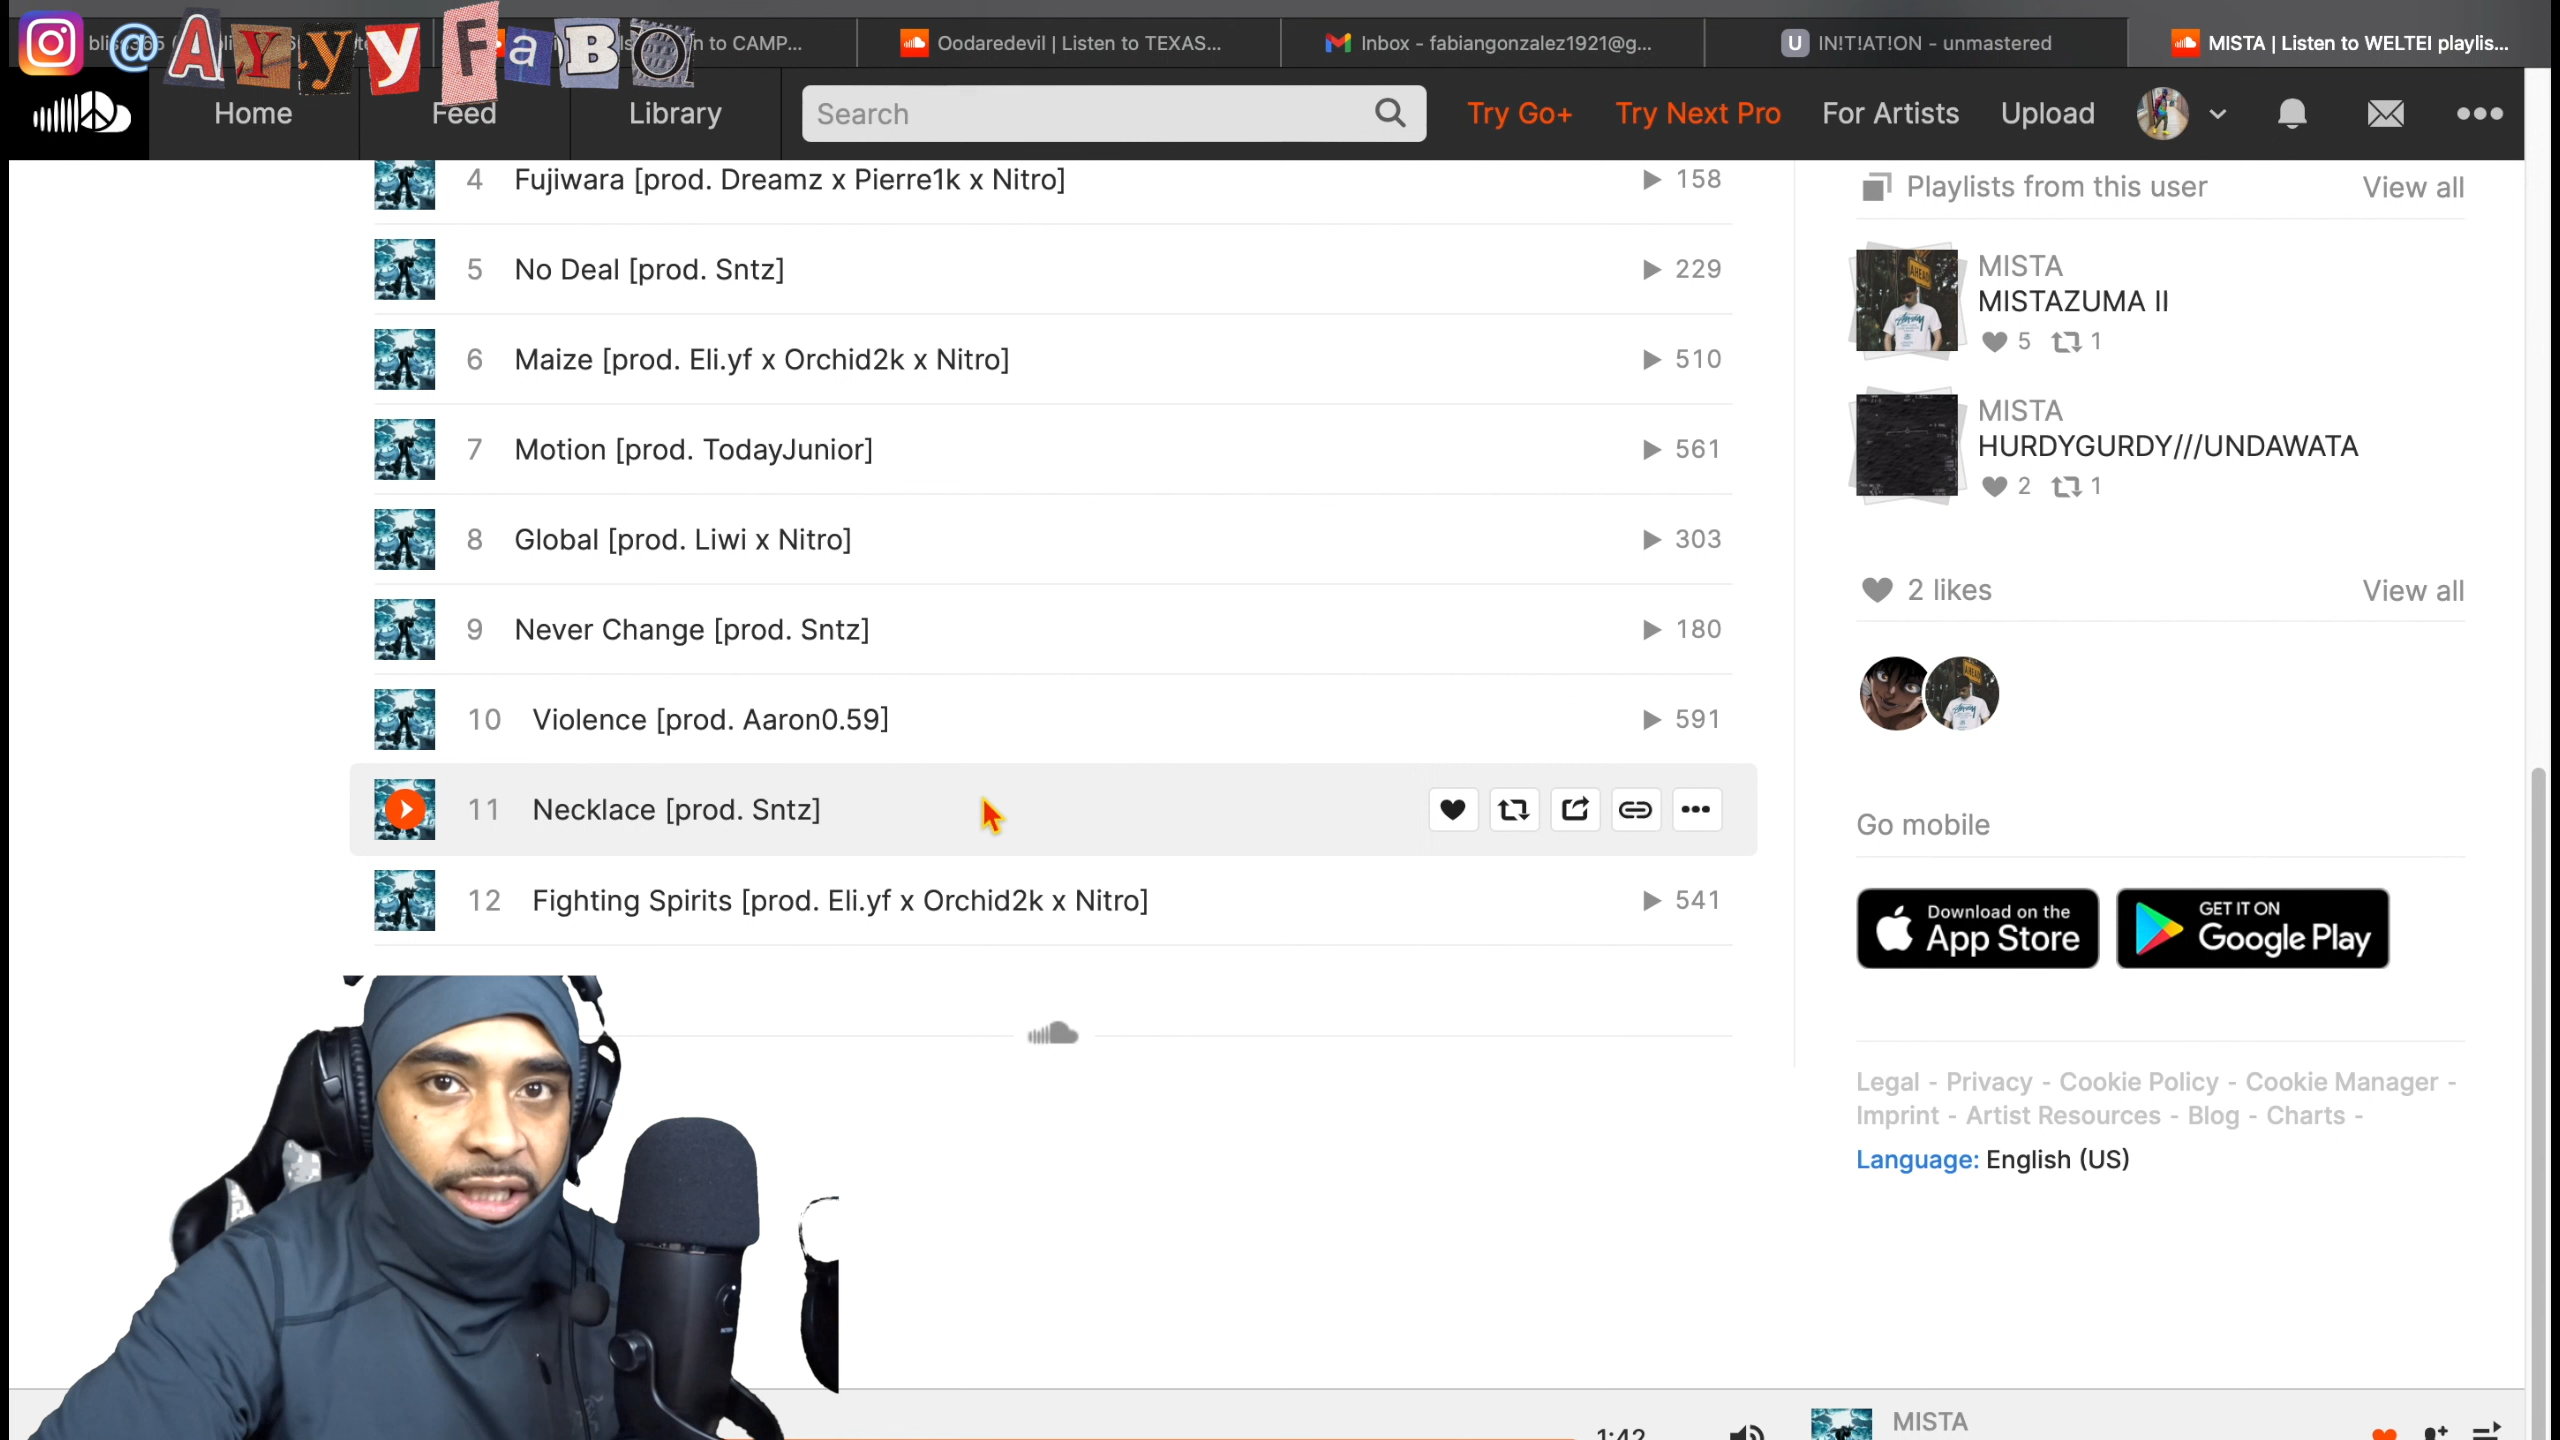 @AYyyFaBO
n to CAMP...
Oodaredevil | Listen to TEXAS...
Inbox - fabiangonzalez1921@g...
U IN!T!AT!ON - unmastered
MISTA | Listen to WELTEI playlis...
Home
Feed
Library
Search
Try Go+
Try Next Pro
For Artists
Upload
4 Fujiwara [prod. Dreamz x Pierre1k x Nitro] 158
5 No Deal [prod. Sntz] 229
6 Maize [prod. Eli.yf x Orchid2k x Nitro] 510
7 Motion [prod. TodayJunior] 561
8 Global [prod. Liwi x Nitro] 303
9 Never Change [prod. Sntz] 180
10 Violence [prod. Aaron0.59] 591
11 Necklace [prod. Sntz]
12 Fighting Spirits [prod. Eli.yf x Orchid2k x Nitro] 541
Playlists from this user View all
MISTA
MISTAZUMA II
5 1
MISTA
HURDYGURDY///UNDAWATA
2 1
2 likes View all
Go mobile
Download on the
App Store
GET IT ON
Google Play
Legal - Privacy - Cookie Policy - Cookie Manager -
Imprint - Artist Resources - Blog - Charts -
Language: English (US)
1:42
MISTA